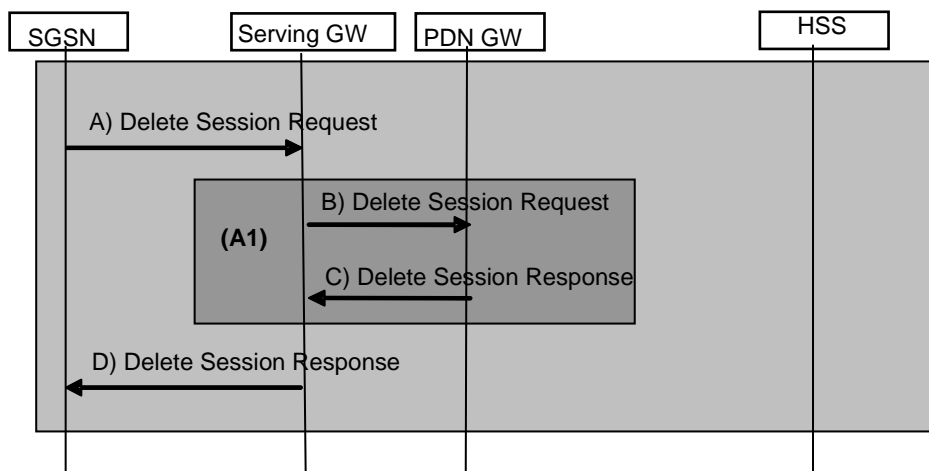 SGSN
Serving GW
PDN GW
HSS
A) Delete Session Request
B) Delete Session Request
(A1)
C) Delete Session Response
D) Delete Session Response